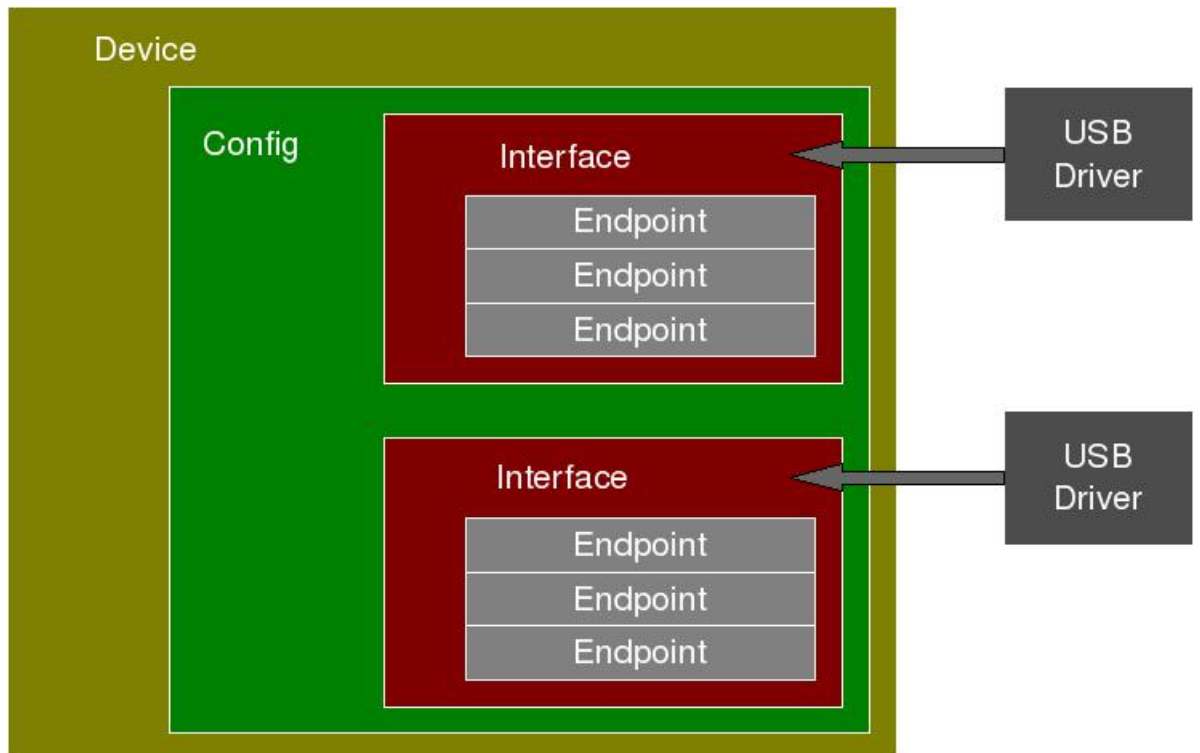 Device
Config
Interface
Endpoint
Endpoint
Endpoint
USB
Driver
Interface
Endpoint
Endpoint
Endpoint
USB
Driver